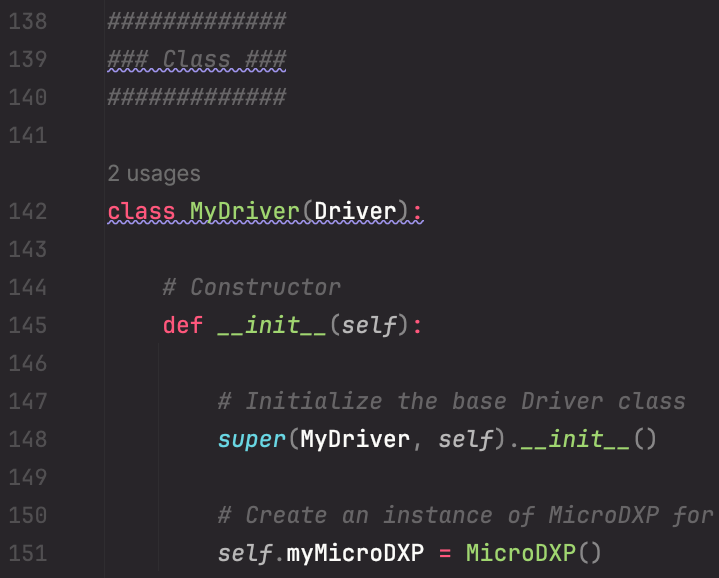 138 #############
139 ### Class ###
140 #############
141
2 usages
142 class MyDriver(Driver):
143
144 # Constructor
145 def __init__(self):
146
147 # Initialize the base Driver class
148 super(MyDriver, self).__init__()
149
150 # Create an instance of MicroDXP for
151 self.myMicroDXP = MicroDXP()